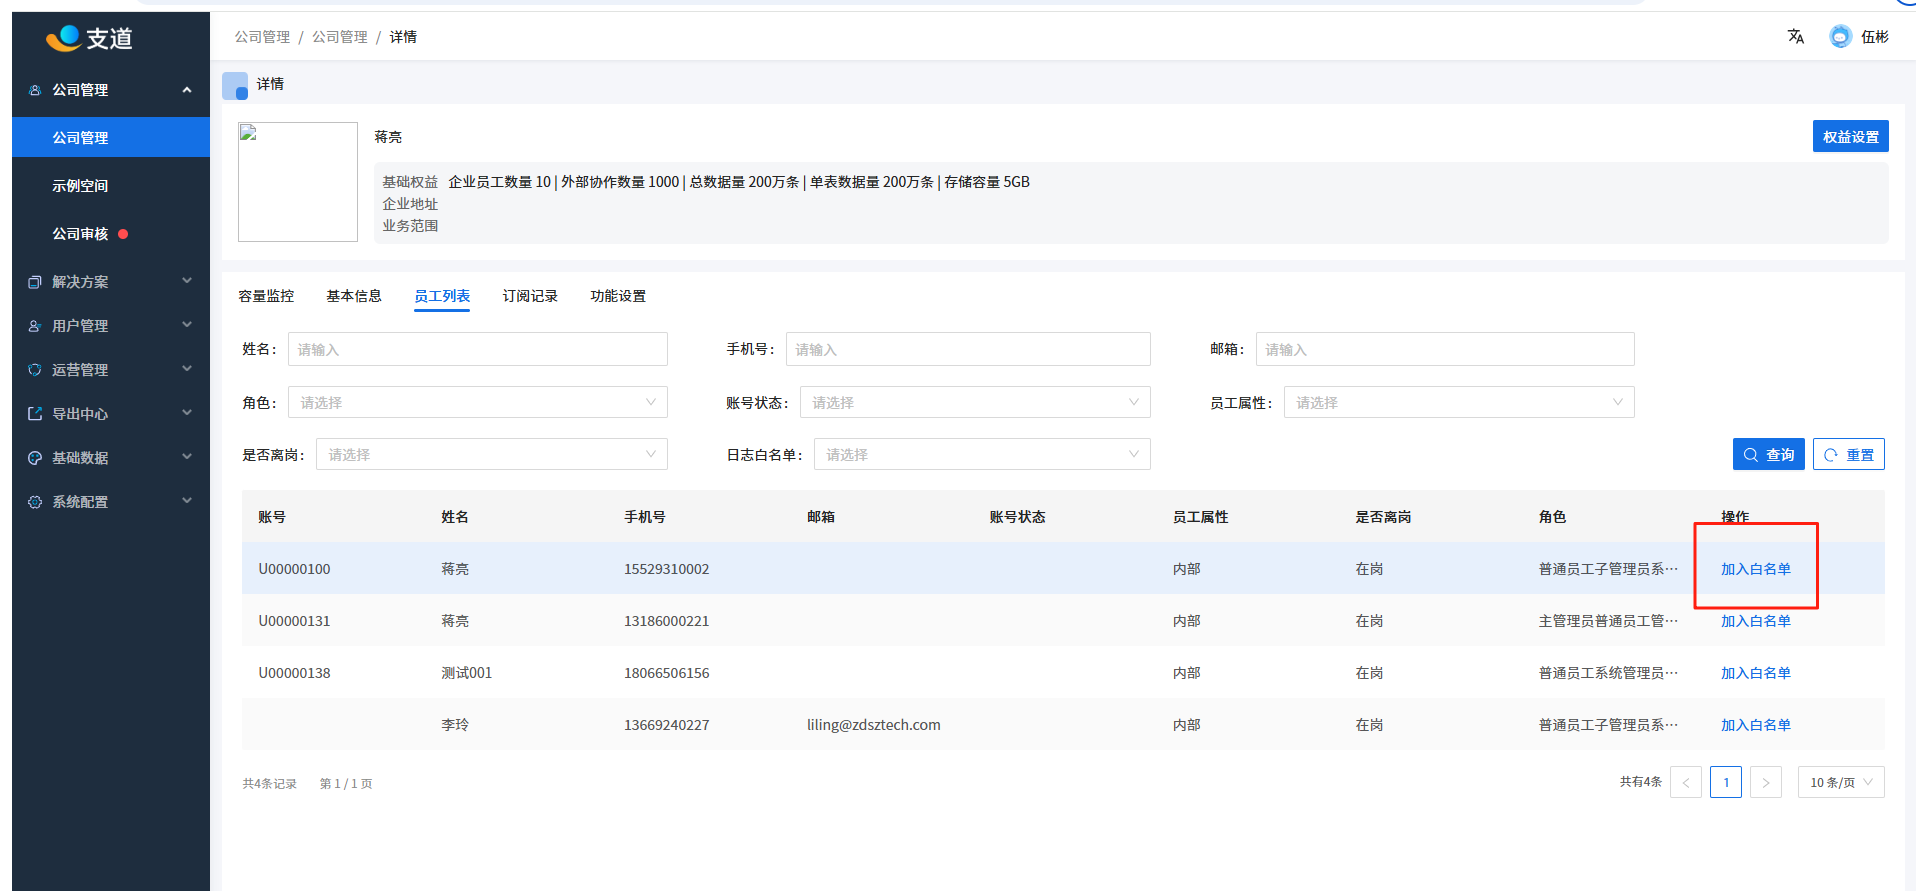 支道
公司管理 / 公司管理 / 详情
伍彬
公司管理
公司管理
示例空间
公司审核
解决方案
用户管理
运营管理
导出中心
基础数据
系统配置
详情
蒋亮
权益设置
基础权益 企业员工数量 10 | 外部协作数量 1000 | 总数据量 200万条 | 单表数据量 200万条 | 存储容量 5GB
企业地址
业务范围
容量监控 基本信息 员工列表 订阅记录 功能设置
姓名： 请输入 手机号： 请输入 邮箱： 请输入
角色： 请选择 账号状态： 请选择 员工属性： 请选择
是否离岗： 请选择 日志白名单： 请选择 查询 重置
账号 姓名 手机号 邮箱 账号状态 员工属性 是否离岗 角色 操作
U00000100 蒋亮 15529310002 内部 在岗 普通员工子管理员系… 加入白名单
U00000131 蒋亮 13186000221 内部 在岗 主管理员普通员工管… 加入白名单
U00000138 测试001 18066506156 内部 在岗 普通员工系统管理员… 加入白名单
李玲 13669240227 liling@zdsztech.com 内部 在岗 普通员工子管理员系… 加入白名单
共4条记录 第 1 / 1 页 共有4条 < 1 > 10 条/页